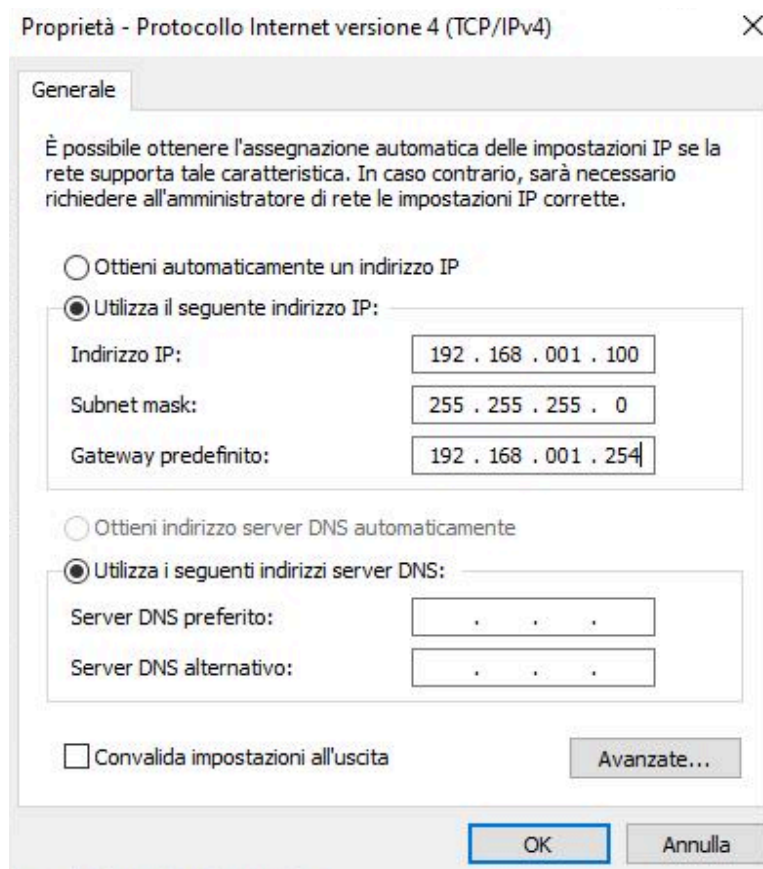 Proprietà - Protocollo Internet versione 4 (TCP/IPv4)
Generale
È possibile ottenere l'assegnazione automatica delle impostazioni IP se la
rete supporta tale caratteristica. In caso contrario, sarà necessario
richiedere all'amministratore di rete le impostazioni IP corrette.
Ottieni automaticamente un indirizzo IP
Utilizza il seguente indirizzo IP:
Indirizzo IP: 192 . 168 . 001 . 100
Subnet mask: 255 . 255 . 255 . 0
Gateway predefinito: 192 . 168 . 001 . 254
Ottieni indirizzo server DNS automaticamente
Utilizza i seguenti indirizzi server DNS:
Server DNS preferito: . . .
Server DNS alternativo: . . .
Convalida impostazioni all'uscita Avanzate...
OK Annulla